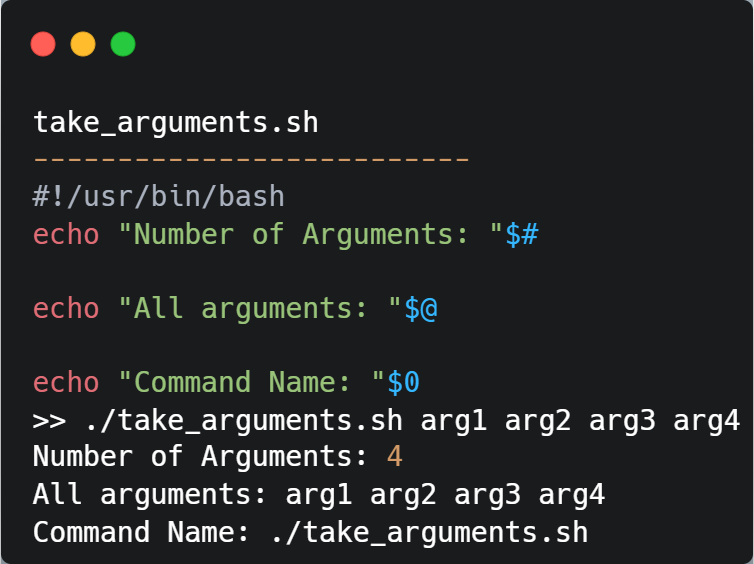 take_arguments.sh
--------------------------
#!/usr/bin/bash
echo "Number of Arguments: "$#
echo "All arguments: "$@
echo "Command Name: "$0
>> ./take_arguments.sh arg1 arg2 arg3 arg4
Number of Arguments: 4
All arguments: arg1 arg2 arg3 arg4
Command Name: ./take_arguments.sh